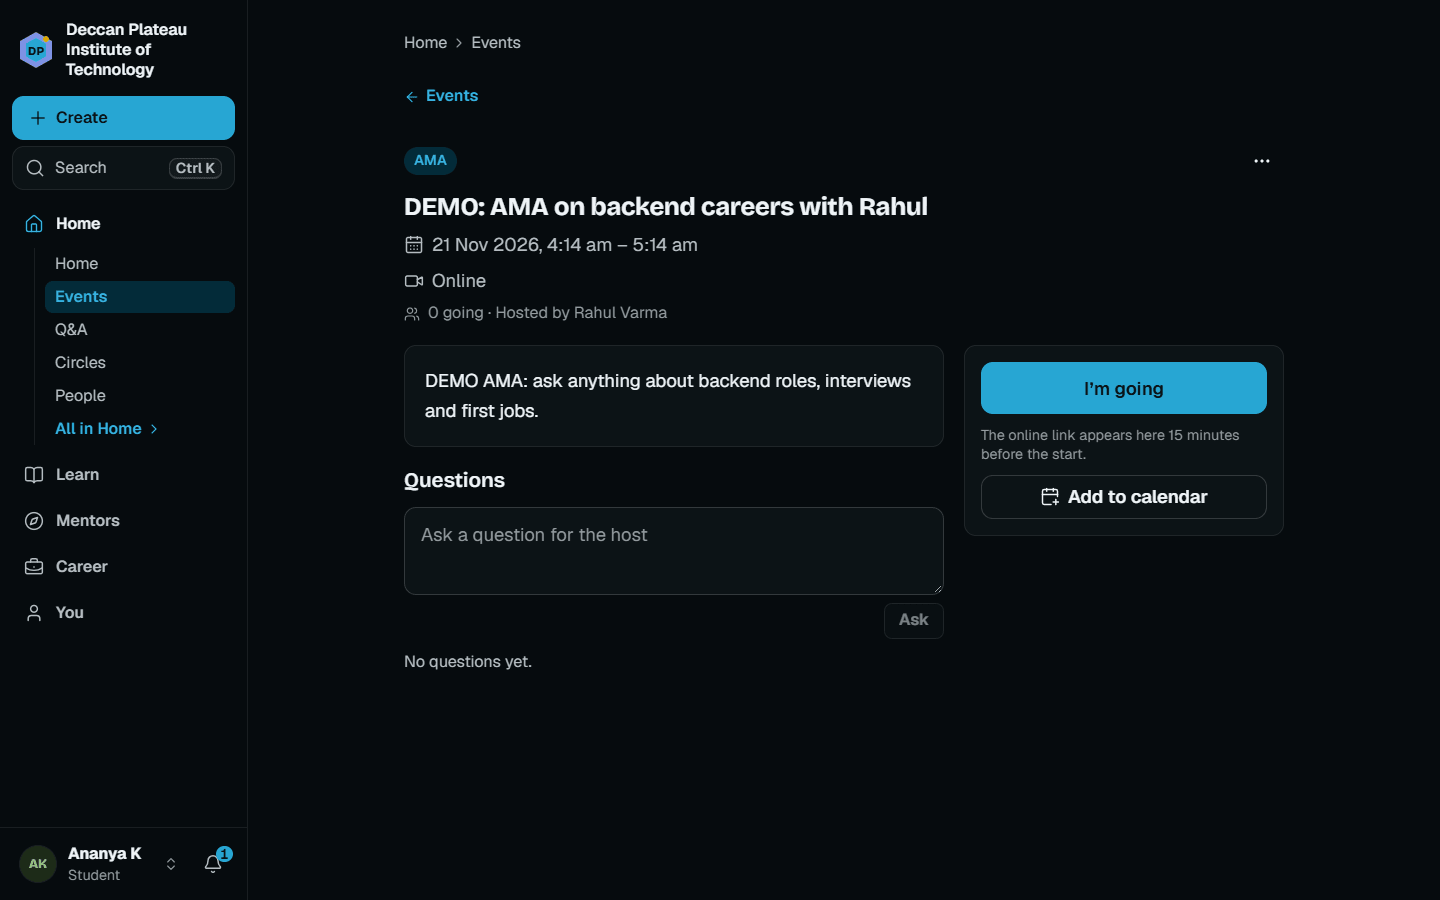 DP
Deccan Plateau
Institute of
Technology
Create
Search Ctrl K
Home
Home
Events
Q&A
Circles
People
All in Home
Learn
Mentors
Career
You
AK
Ananya K
Student
1
Home > Events
← Events
AMA
DEMO: AMA on backend careers with Rahul
21 Nov 2026, 4:14 am – 5:14 am
Online
0 going · Hosted by Rahul Varma
DEMO AMA: ask anything about backend roles, interviews
and first jobs.
Questions
Ask a question for the host
Ask
No questions yet.
I’m going
The online link appears here 15 minutes
before the start.
Add to calendar